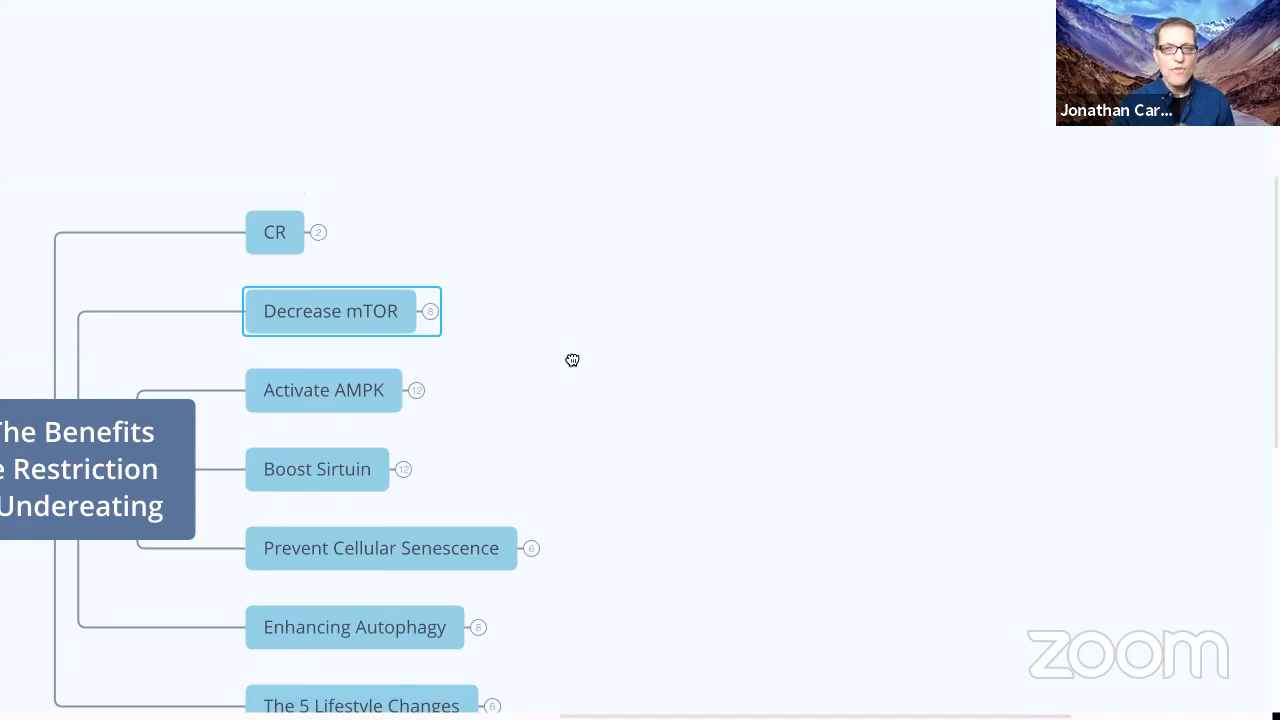 Jonathan Car...
CR
2
Decrease mTOR
8
Activate AMPK
12
The Benefits
e Restriction
Undereating
Boost Sirtuin
12
Prevent Cellular Senescence
6
Enhancing Autophagy
8
The 5 Lifestyle Changes
6
zoom